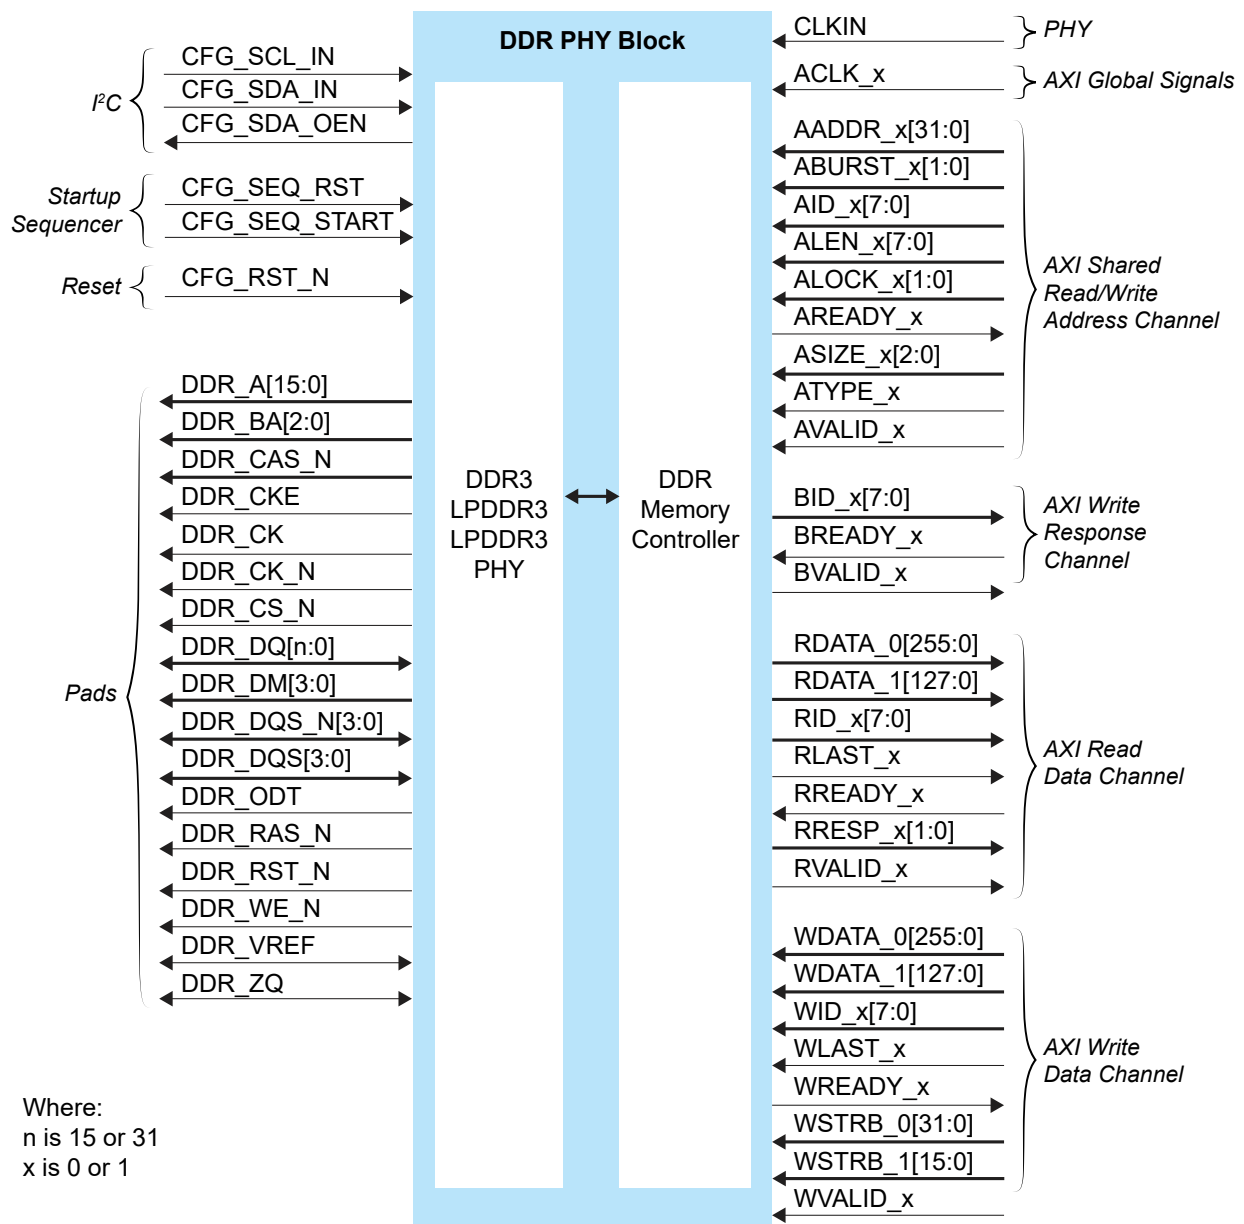 DDR PHY Block
CFG_SCL_IN
CFG_SDA_IN
CFG_SDA_OEN
I²C
CFG_SEQ_RST
CFG_SEQ_START
Startup
Sequencer
CFG_RST_N
Reset
DDR_A[15:0]
DDR_BA[2:0]
DDR_CAS_N
DDR_CKE
DDR_CK
DDR_CK_N
DDR_CS_N
DDR_DQ[n:0]
DDR_DM[3:0]
DDR_DQS_N[3:0]
DDR_DQS[3:0]
DDR_ODT
DDR_RAS_N
DDR_RST_N
DDR_WE_N
DDR_VREF
DDR_ZQ
Pads
Where:
n is 15 or 31
x is 0 or 1
DDR3
LPDDR3
LPDDR3
PHY
DDR
Memory
Controller
CLKIN
PHY
ACLK_x
AXI Global Signals
AADDR_x[31:0]
ABURST_x[1:0]
AID_x[7:0]
ALEN_x[7:0]
ALOCK_x[1:0]
AREADY_x
ASIZE_x[2:0]
ATYPE_x
AVALID_x
AXI Shared
Read/Write
Address Channel
BID_x[7:0]
BREADY_x
BVALID_x
AXI Write
Response
Channel
RDATA_0[255:0]
RDATA_1[127:0]
RID_x[7:0]
RLAST_x
RREADY_x
RRESP_x[1:0]
RVALID_x
AXI Read
Data Channel
WDATA_0[255:0]
WDATA_1[127:0]
WID_x[7:0]
WLAST_x
WREADY_x
WSTRB_0[31:0]
WSTRB_1[15:0]
WVALID_x
AXI Write
Data Channel